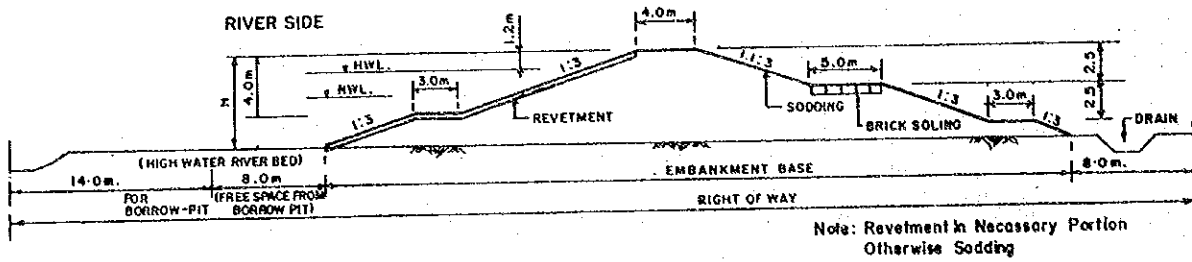 RIVER SIDE
1.2m
4.0m
HWL.
NWL.
H
4.0m
3.0m
1:3
1:3
REVETMENT
1:3
5.0m
SODDING
BRICK SOLING
1:3
3.0m
1:3
2.5
2.5
DRAIN
(HIGH WATER RIVER BED)
14.0m.
8.0m
EMBANKMENT BASE
8.0m
FOR BORROW-PIT
(FREE SPACE FROM BORROW PIT)
RIGHT OF WAY
Note: Revetment in Necassary Portion
Otherwise Sodding